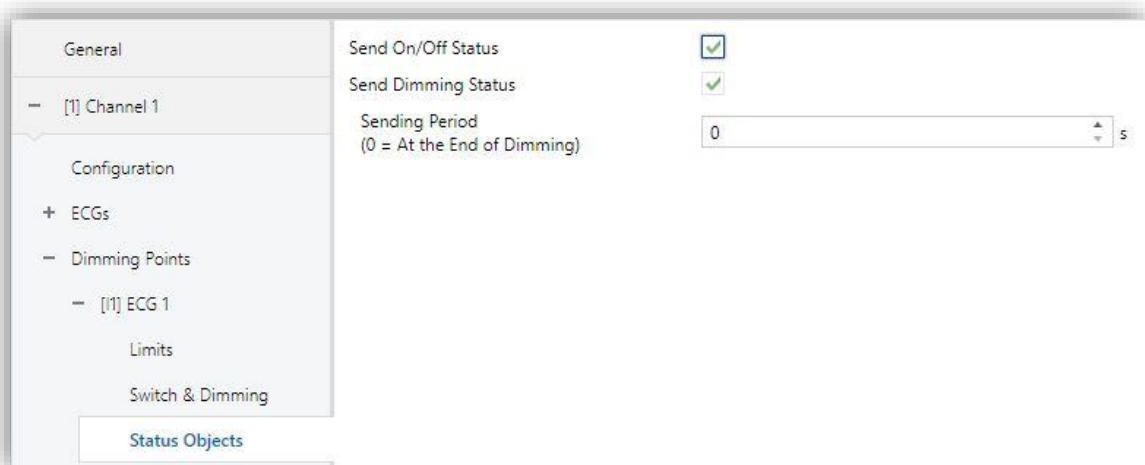 General
[1] Channel 1
Configuration
ECGs
Dimming Points
[I1] ECG 1
Limits
Switch & Dimming
Status Objects
Send On/Off Status
Send Dimming Status
Sending Period
(0 = At the End of Dimming)
0 s